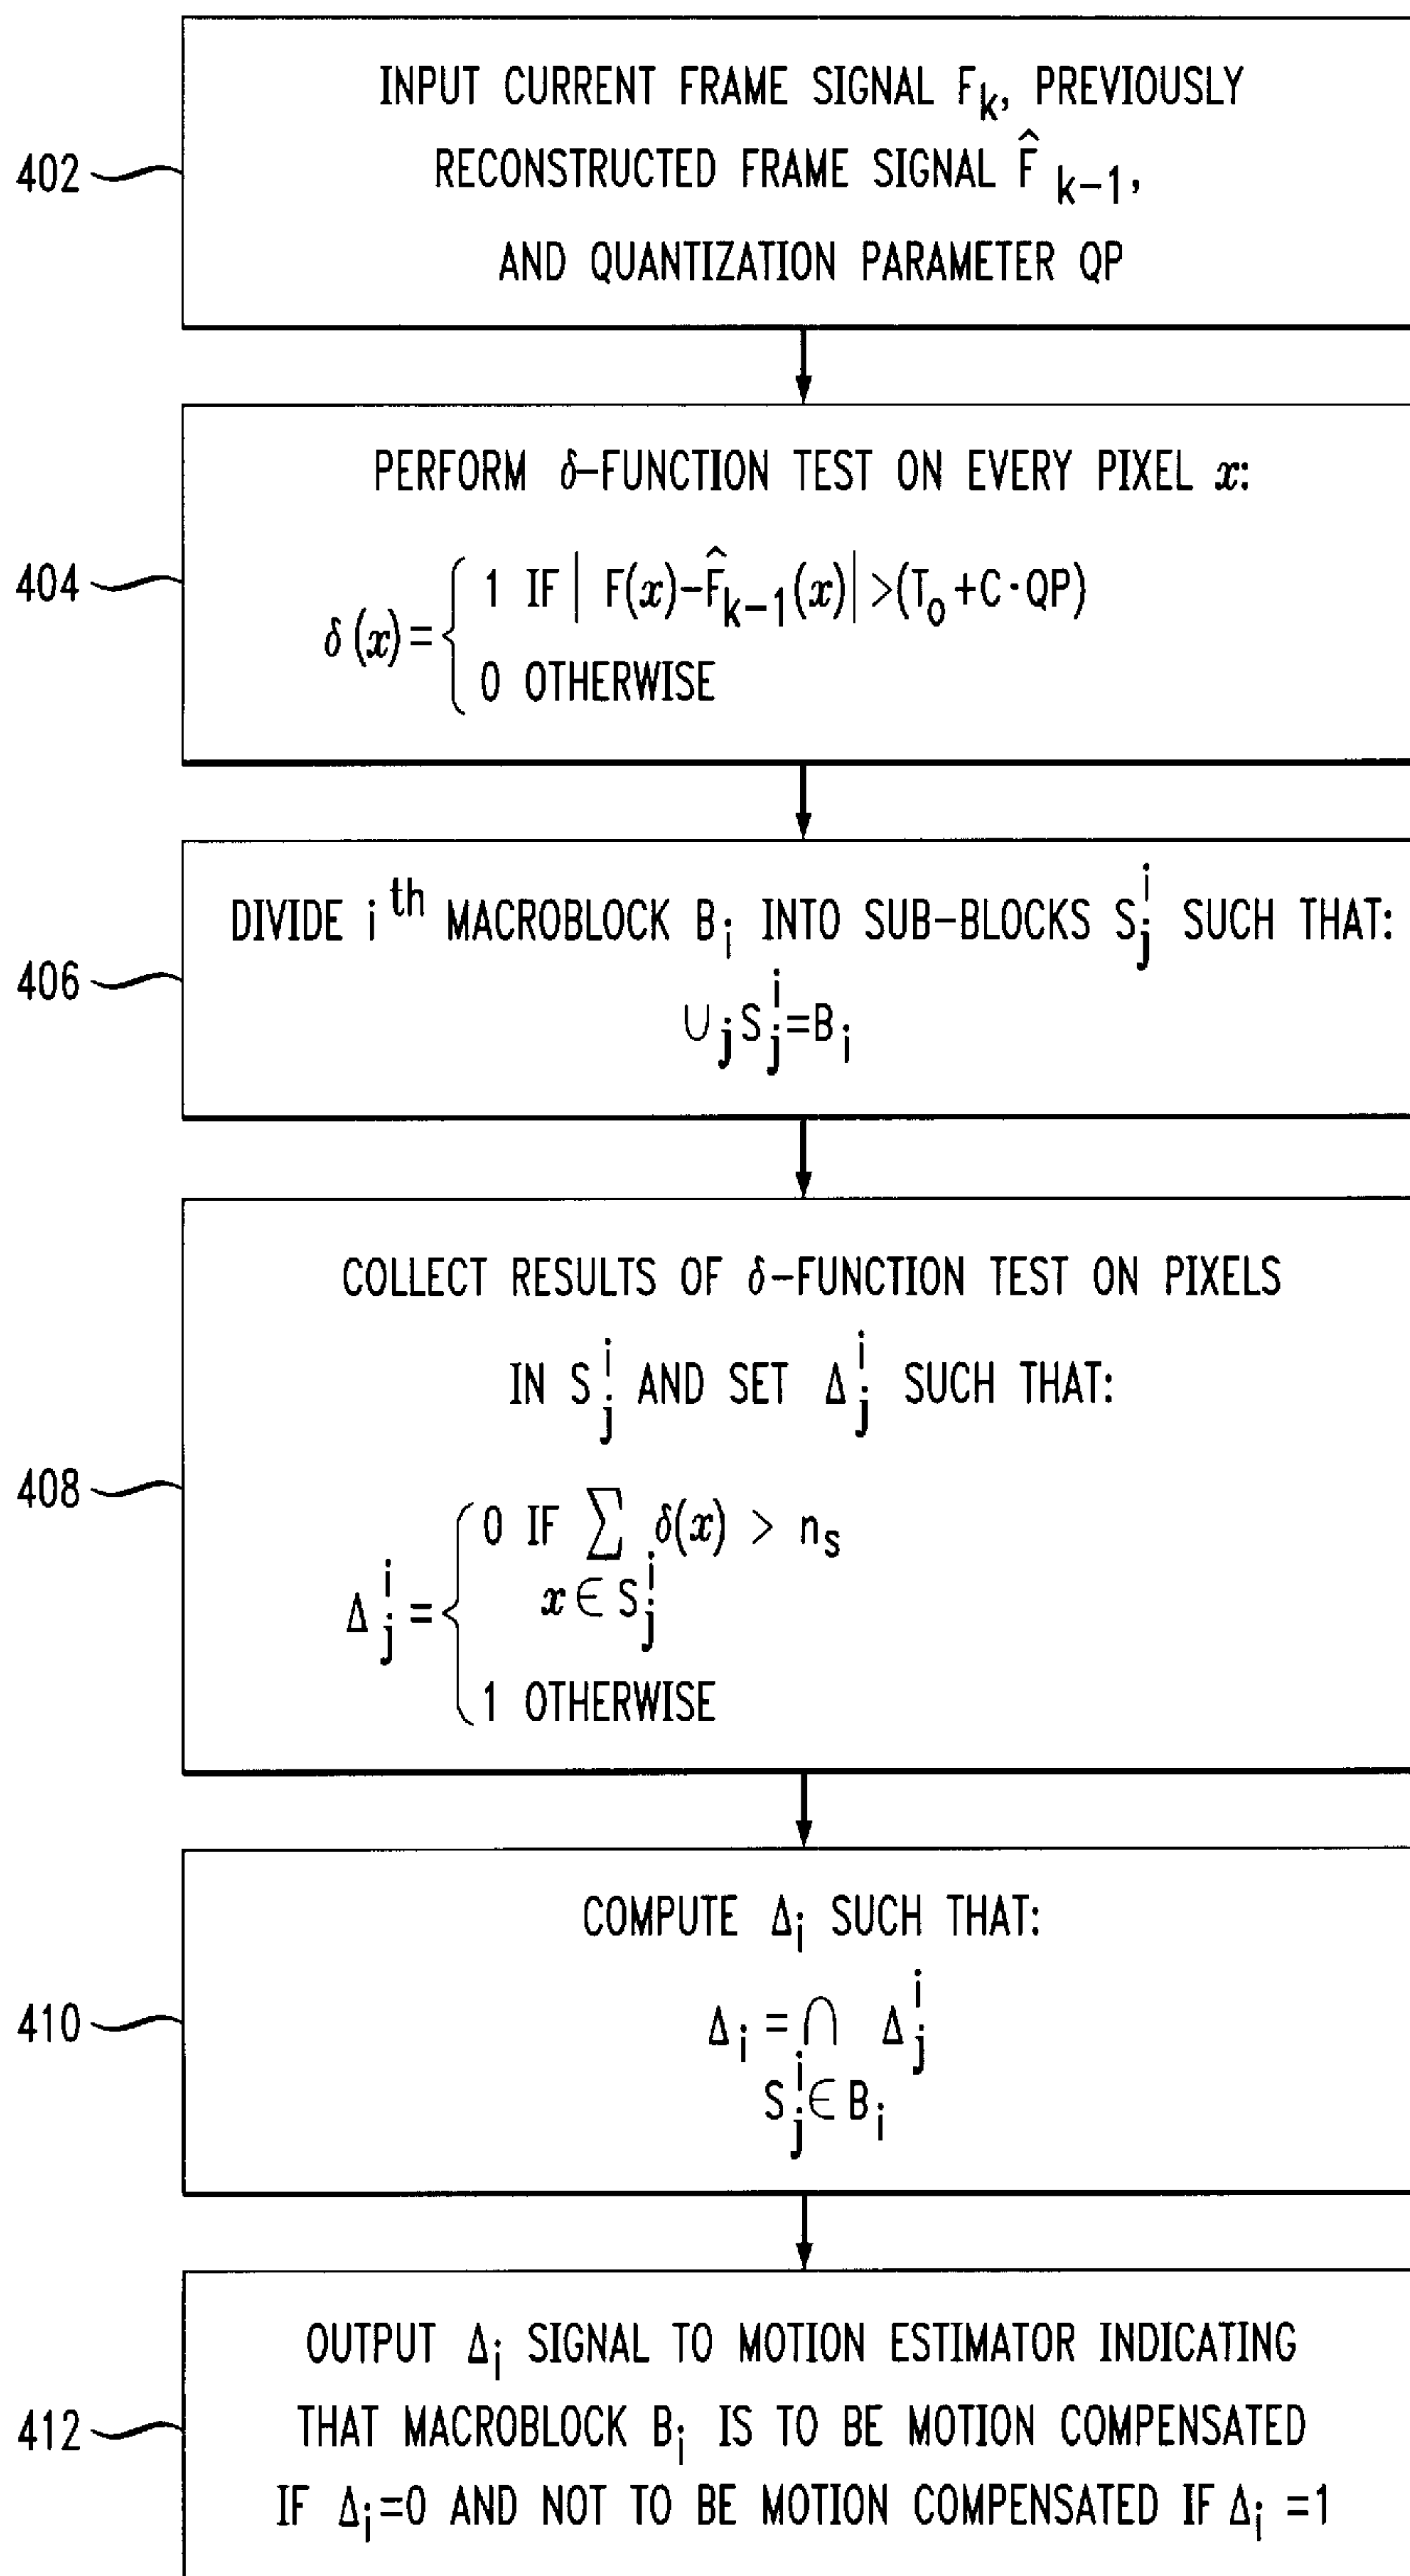 INPUT CURRENT FRAME SIGNAL F_k, PREVIOUSLY
402
RECONSTRUCTED FRAME SIGNAL F̂_k-1,
AND QUANTIZATION PARAMETER QP
PERFORM δ-FUNCTION TEST ON EVERY PIXEL x:
404
δ(x)= { 1 IF | F(x)-F̂_k-1(x)| >(T_o+C·QP)
0 OTHERWISE
DIVIDE i^th MACROBLOCK B_i INTO SUB-BLOCKS S_j^i SUCH THAT:
406
∪_j S_j^i=B_i
COLLECT RESULTS OF δ-FUNCTION TEST ON PIXELS
IN S_j^i AND SET Δ_j^i SUCH THAT:
408
Δ_j^i= { 0 IF ∑ δ(x) > n_s
x∈S_j^i
1 OTHERWISE
COMPUTE Δ_i SUCH THAT:
410
Δ_i = ∩ Δ_j^i
S_j^i∈B_i
OUTPUT Δ_i SIGNAL TO MOTION ESTIMATOR INDICATING
412
THAT MACROBLOCK B_i IS TO BE MOTION COMPENSATED
IF Δ_i=0 AND NOT TO BE MOTION COMPENSATED IF Δ_i =1